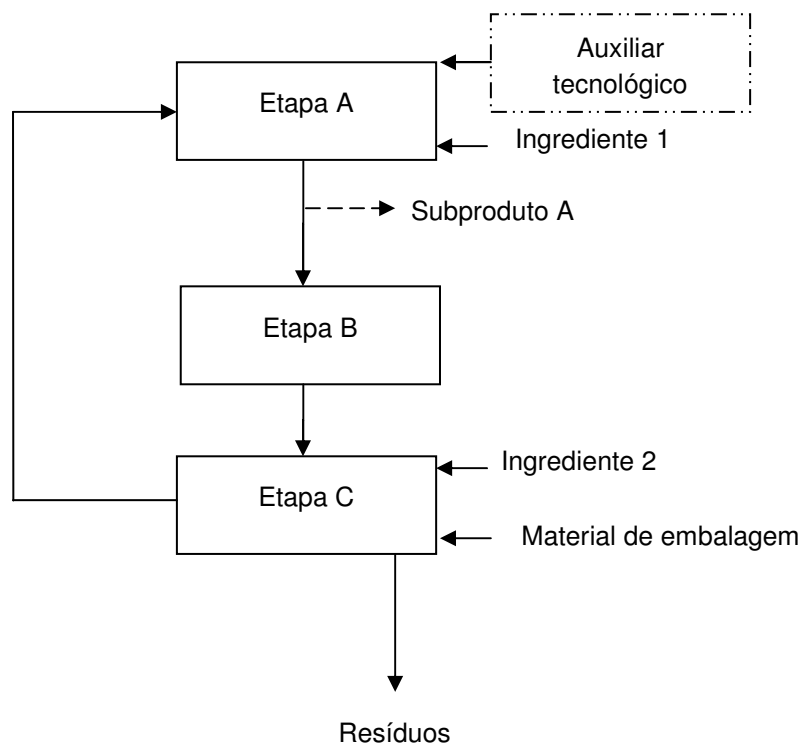 Auxiliar
tecnológico
Etapa A
Ingrediente 1
Subproduto A
Etapa B
Ingrediente 2
Etapa C
Material de embalagem
Resíduos